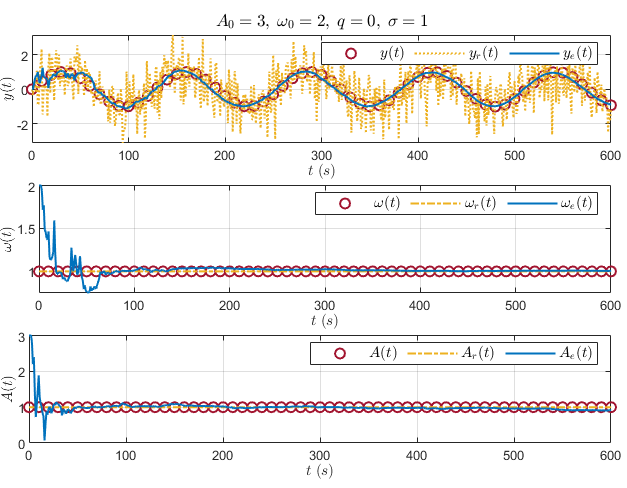 A₀ = 3, ω₀ = 2, q = 0, σ = 1
y(t) yᵣ(t) yₑ(t)
y(t)
2
0
-2
0 100 200 300 400 500 600
t (s)
ω(t) ωᵣ(t) ωₑ(t)
ω(t)
2
1.5
1
0 100 200 300 400 500 600
t (s)
A(t) Aᵣ(t) Aₑ(t)
A(t)
3
2
1
0
0 100 200 300 400 500 600
t (s)